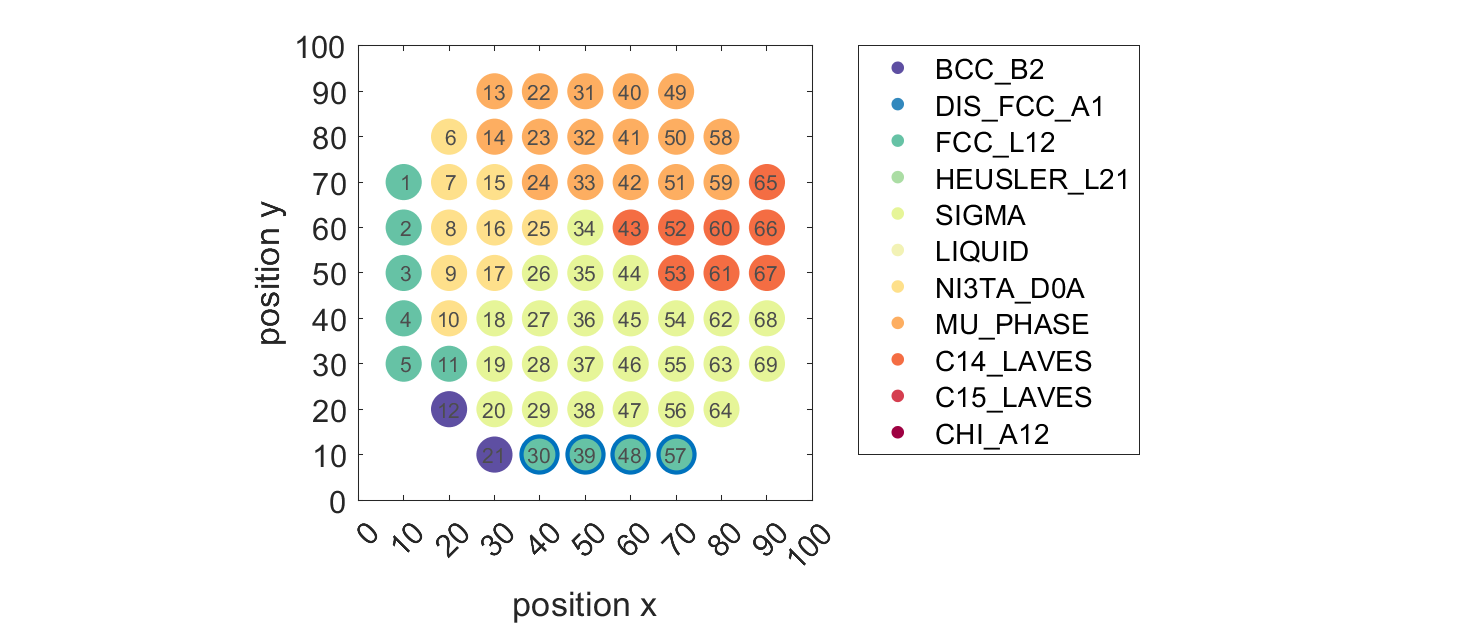 100
90
80
70
60
50
40
30
20
10
0
position y
13 22 31 40 49
6 14 23 32 41 50 58
1 7 15 24 33 42 51 59 65
2 8 16 25 34 43 52 60 66
3 9 17 26 35 44 53 61 67
4 10 18 27 36 45 54 62 68
5 11 19 28 37 46 55 63 69
12 20 29 38 47 56 64
21 30 39 48 57
0 10 20 30 40 50 60 70 80 90 100
position x
BCC_B2
DIS_FCC_A1
FCC_L12
HEUSLER_L21
SIGMA
LIQUID
NI3TA_D0A
MU_PHASE
C14_LAVES
C15_LAVES
CHI_A12